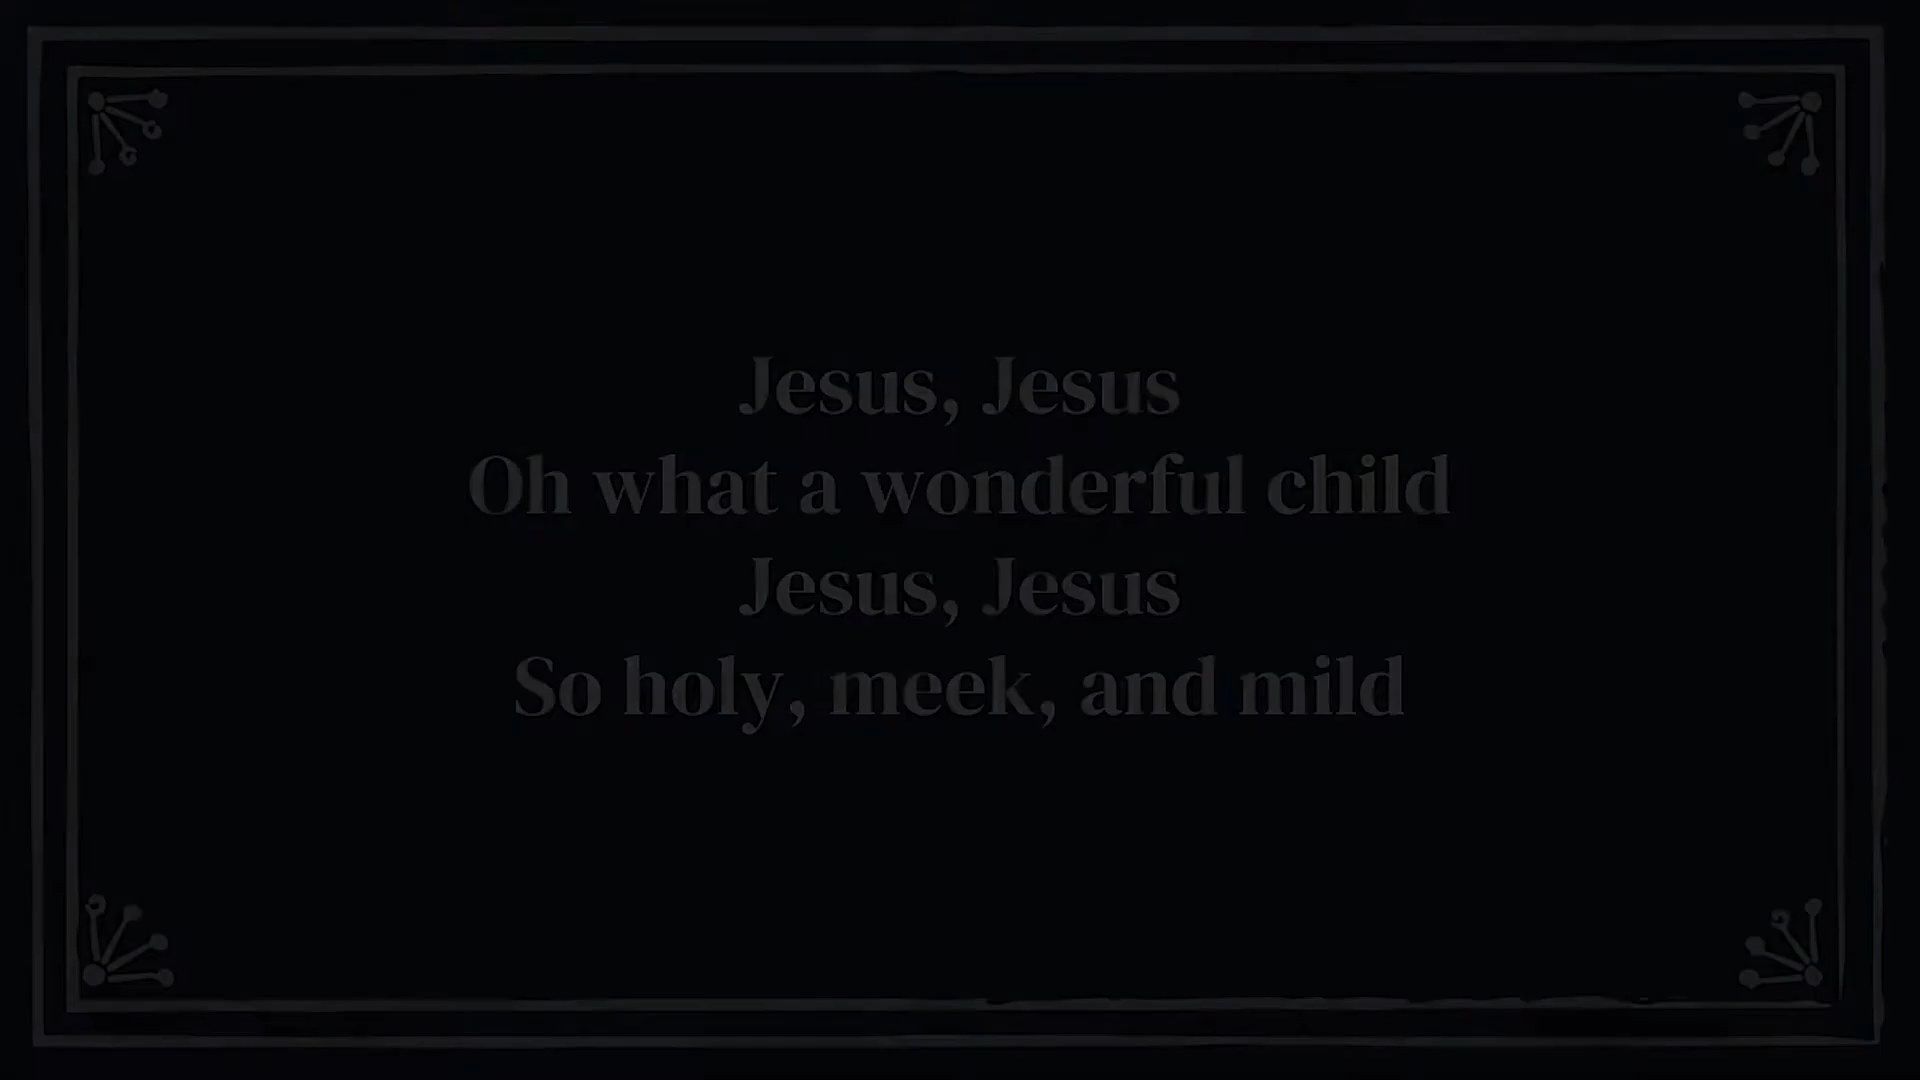 Jesus, Jesus
Oh what a wonderful child
Jesus, Jesus
So holy, meek, and mild